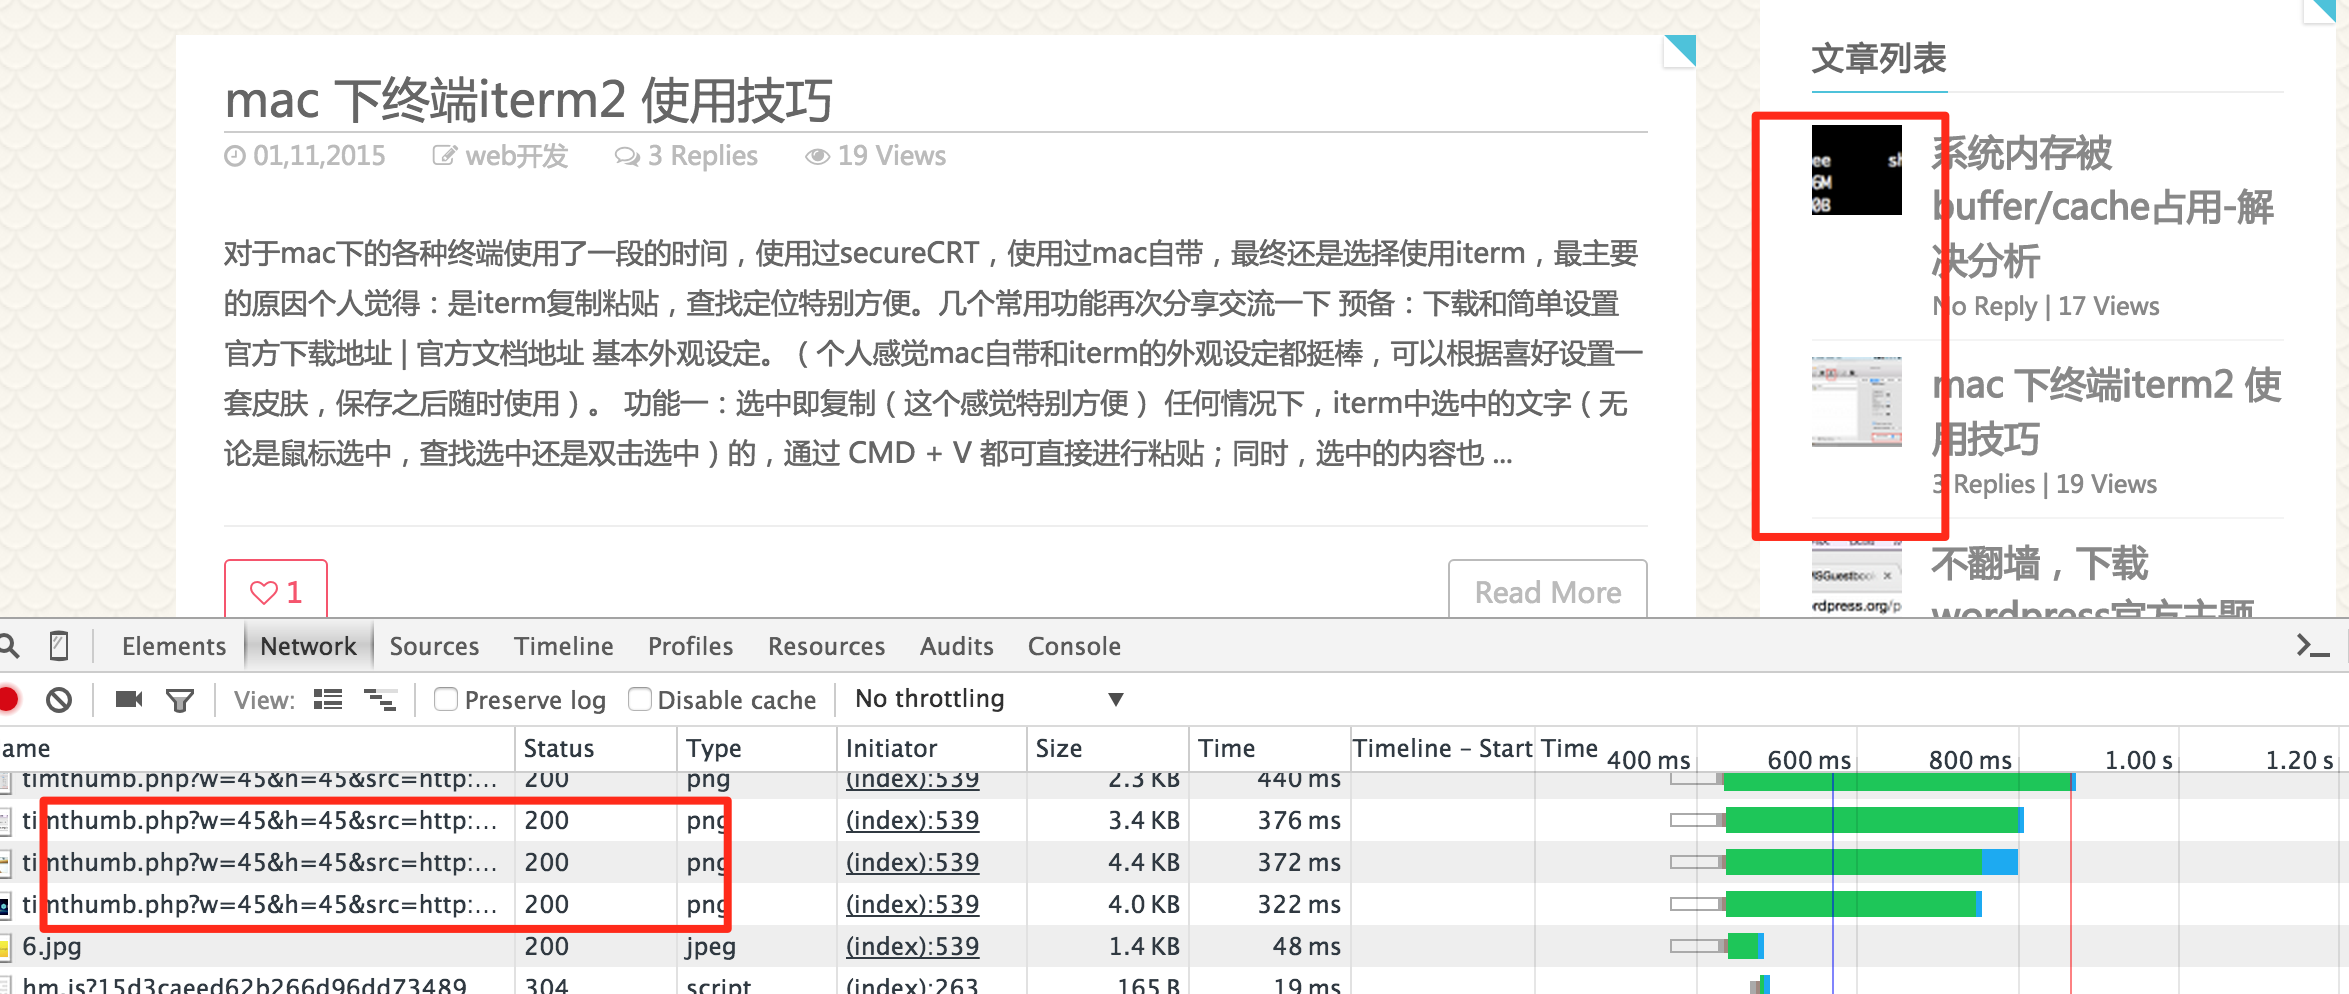 mac 下终端iterm2 使用技巧
01,11,2015 web开发 3 Replies 19 Views
对于mac下的各种终端使用了一段的时间，使用过secureCRT，使用过mac自带，最终还是选择使用iterm，最主要
的原因个人觉得：是iterm复制粘贴，查找定位特别方便。几个常用功能再次分享交流一下 预备：下载和简单设置
官方下载地址 | 官方文档地址 基本外观设定。（个人感觉mac自带和iterm的外观设定都挺棒，可以根据喜好设置一
套皮肤，保存之后随时使用）。 功能一：选中即复制（这个感觉特别方便） 任何情况下，iterm中选中的文字（无
论是鼠标选中，查找选中还是双击选中）的，通过 CMD + V 都可直接进行粘贴；同时，选中的内容也 ...
1
Read More
文章列表
ee sh
6M
0B
系统内存被
buffer/cache占用-解
决分析
No Reply | 17 Views
mac 下终端iterm2 使
用技巧
3 Replies | 19 Views
SGuestbook ×
rdpress.org/p
不翻墙，下载
wordpress官方主题
Elements Network Sources Timeline Profiles Resources Audits Console
View: Preserve log Disable cache No throttling
ame Status Type Initiator Size Time Timeline – Start Time 400 ms 600 ms 800 ms 1.00 s 1.20 s
timthumb.php?w=45&h=45&src=http:... 200 png (index):539 2.3 KB 440 ms
timthumb.php?w=45&h=45&src=http:... 200 png (index):539 3.4 KB 376 ms
timthumb.php?w=45&h=45&src=http:... 200 png (index):539 4.4 KB 372 ms
timthumb.php?w=45&h=45&src=http:... 200 png (index):539 4.0 KB 322 ms
6.jpg 200 jpeg (index):539 1.4 KB 48 ms
hm.js?15d3caeed62b266d96dd73489 304 script (index):263 165 B 19 ms